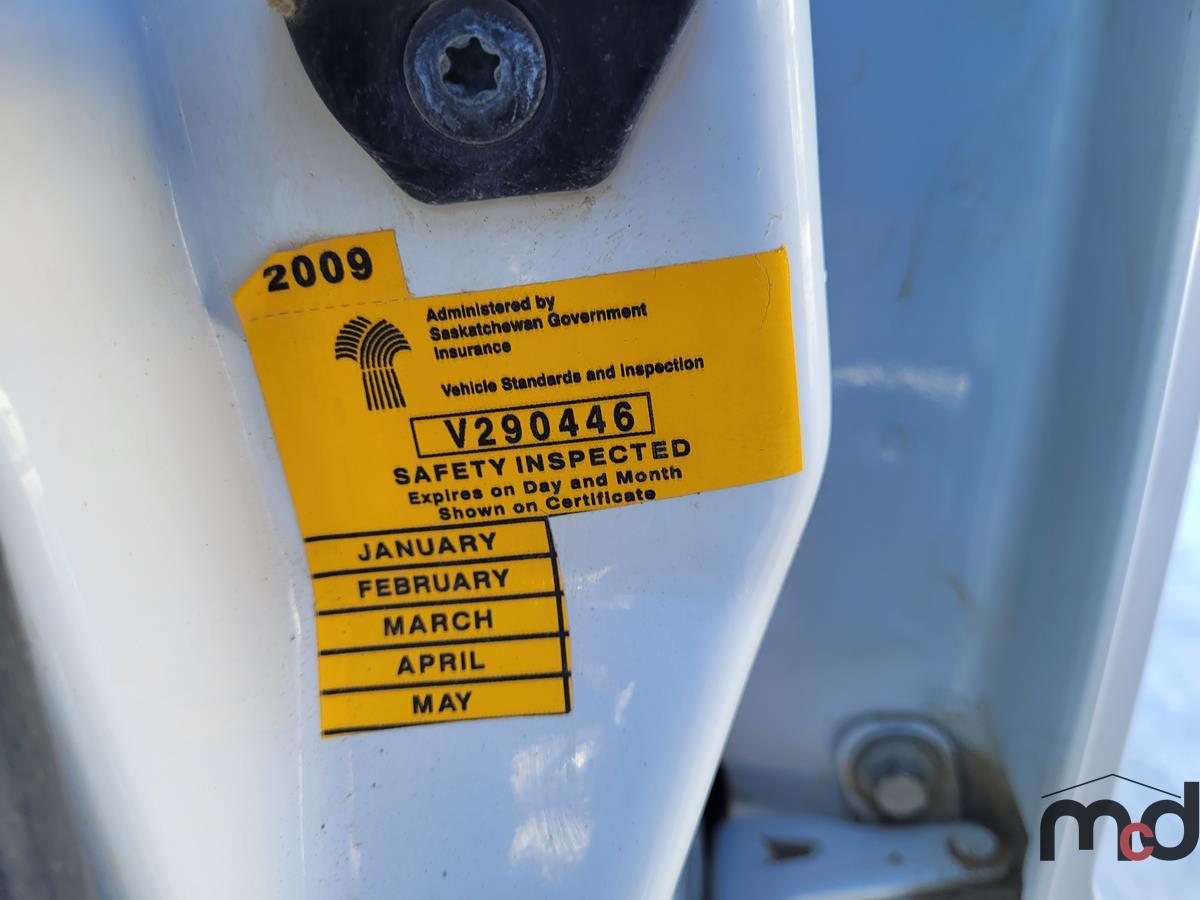 2009
Administered by
Saskatchewan Government
Insurance
Vehicle Standards and Inspection
V290446
SAFETY INSPECTED
Expires on Day and Month
Shown on Certificate
JANUARY
FEBRUARY
MARCH
APRIL
MAY
mcd